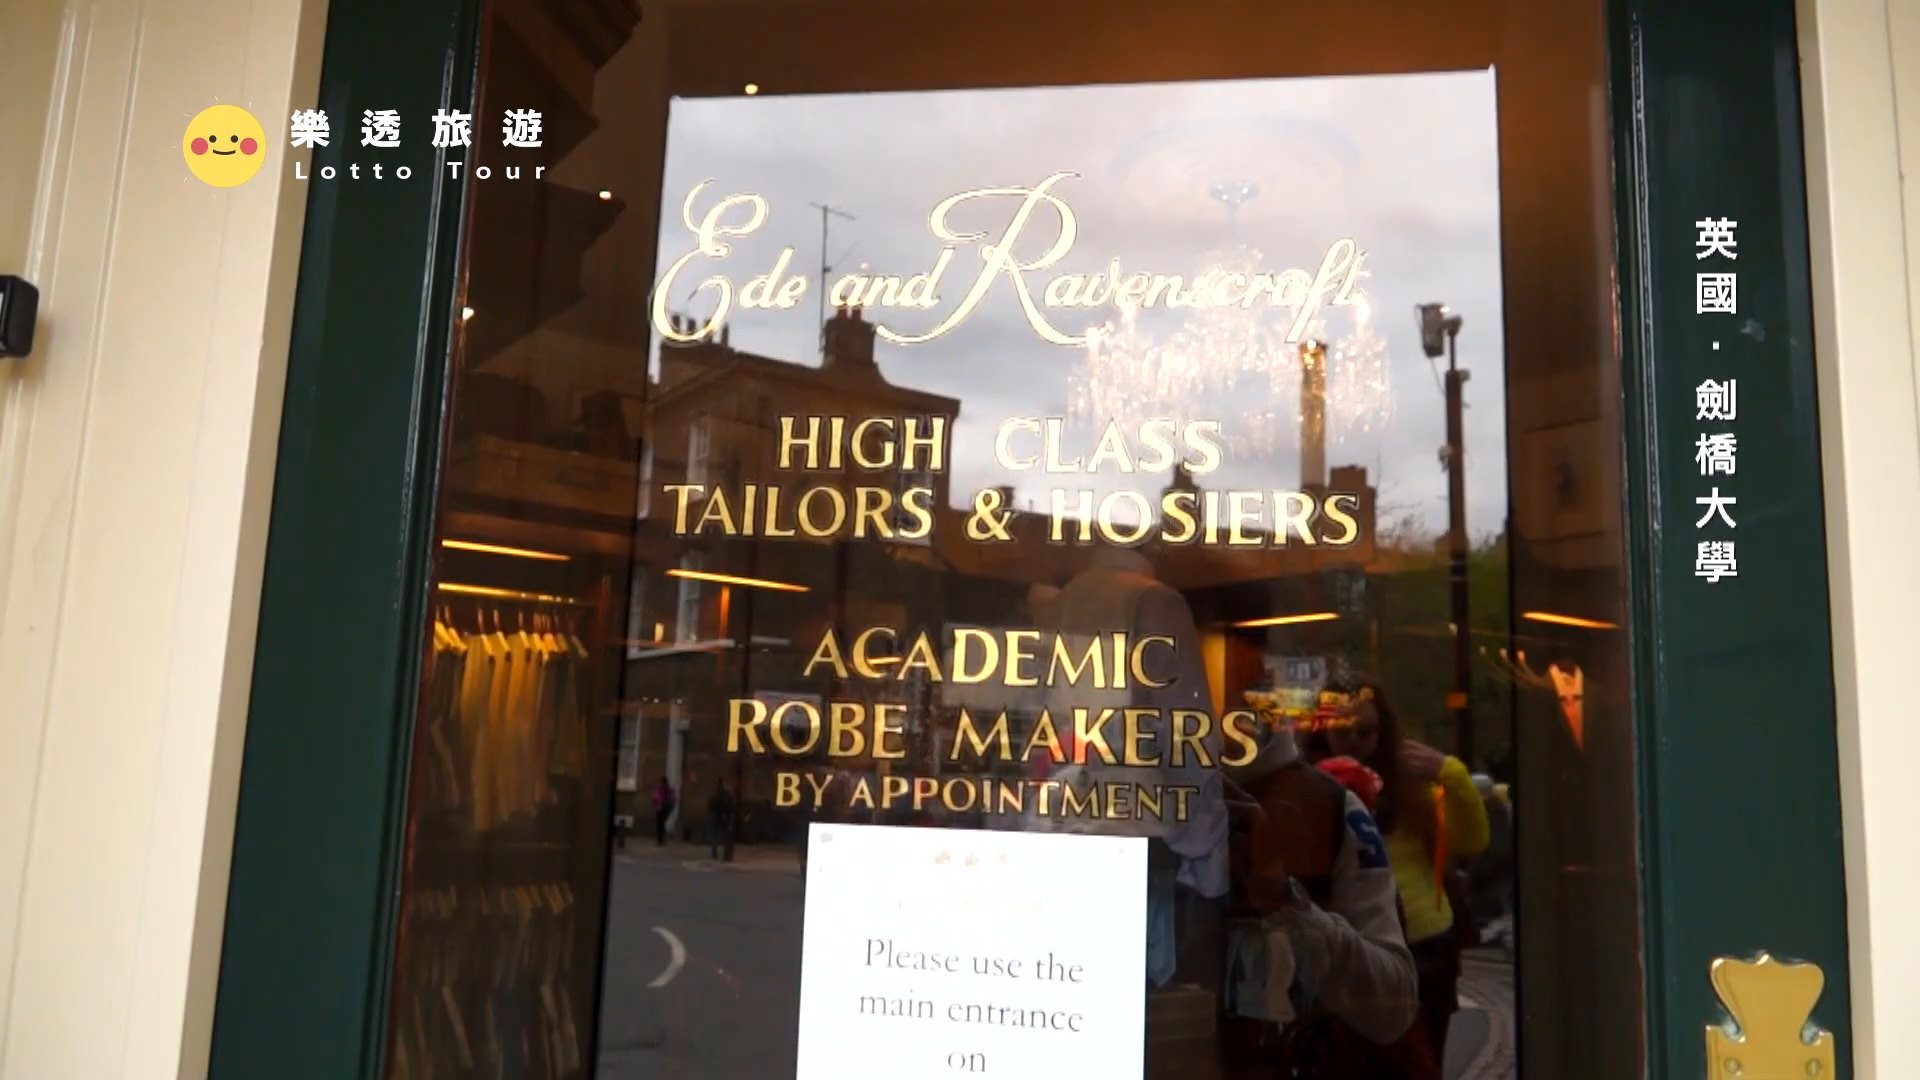 樂透旅遊
Lotto Tour
Ede and Ravenscroft
HIGH CLASS
TAILORS & HOSIERS
ACADEMIC
ROBE MAKERS
BY APPOINTMENT
Please use the
main entrance
on
英國·劍橋大學